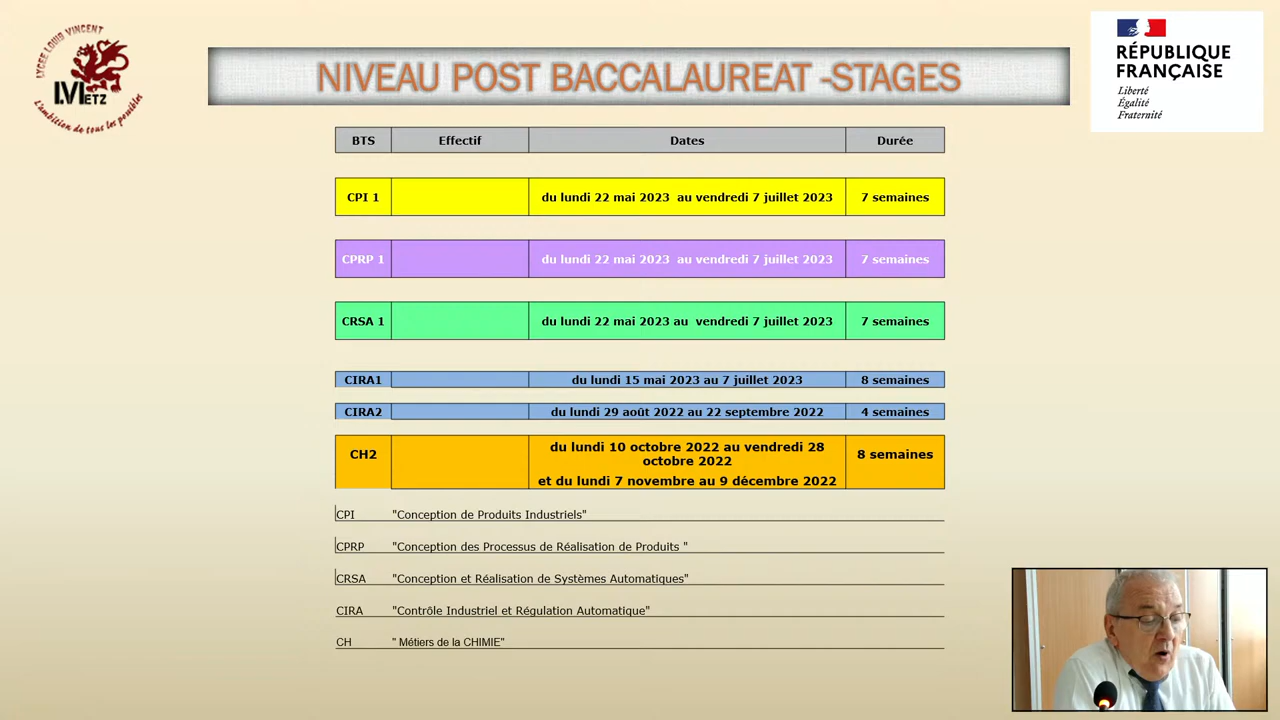 LYCEE LOUIS VINCENT
METZ
L'ambition de tous les possibles
NIVEAU POST BACCALAUREAT -STAGES
RÉPUBLIQUE
FRANÇAISE
Liberté
Égalité
Fraternité
BTS Effectif Dates Durée
CPI 1 du lundi 22 mai 2023 au vendredi 7 juillet 2023 7 semaines
CPRP 1 du lundi 22 mai 2023 au vendredi 7 juillet 2023 7 semaines
CRSA 1 du lundi 22 mai 2023 au vendredi 7 juillet 2023 7 semaines
CIRA1 du lundi 15 mai 2023 au 7 juillet 2023 8 semaines
CIRA2 du lundi 29 août 2022 au 22 septembre 2022 4 semaines
CH2 du lundi 10 octobre 2022 au vendredi 28
octobre 2022
et du lundi 7 novembre au 9 décembre 2022 8 semaines
CPI "Conception de Produits Industriels"
CPRP "Conception des Processus de Réalisation de Produits "
CRSA "Conception et Réalisation de Systèmes Automatiques"
CIRA "Contrôle Industriel et Régulation Automatique"
CH " Métiers de la CHIMIE"